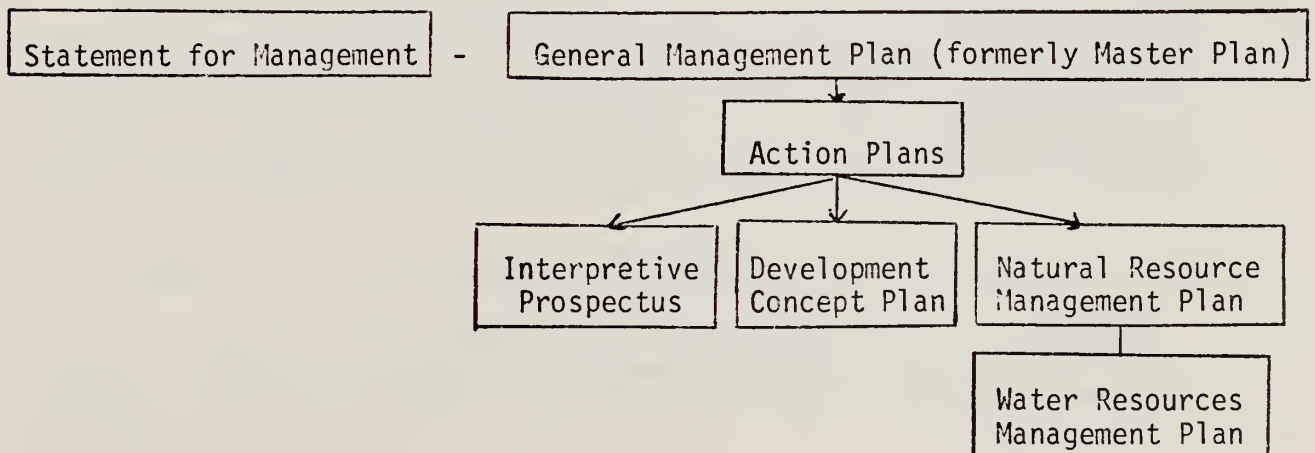 Statement for Management - General Management Plan (formerly Master Plan)
Action Plans
Interpretive
Prospectus
Development
Concept Plan
Natural Resource
Management Plan
Water Resources
Management Plan